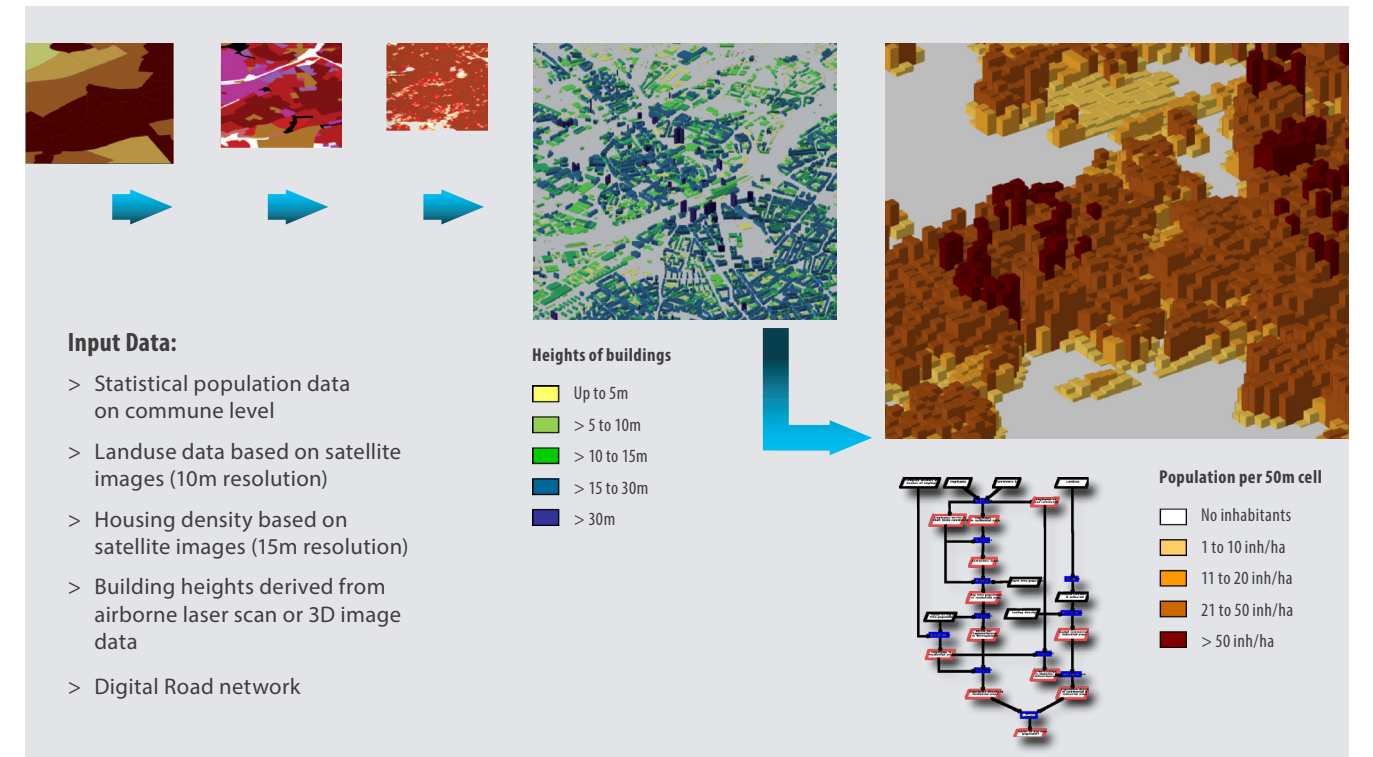 Input Data:
> Statistical population data
on commune level
> Landuse data based on satellite
images (10m resolution)
> Housing density based on
satellite images (15m resolution)
> Building heights derived from
airborne laser scan or 3D image
data
> Digital Road network
Heights of buildings
Up to 5m
> 5 to 10m
> 10 to 15m
> 15 to 30m
> 30m
Population per 50m cell
No inhabitants
1 to 10 inh/ha
11 to 20 inh/ha
21 to 50 inh/ha
> 50 inh/ha